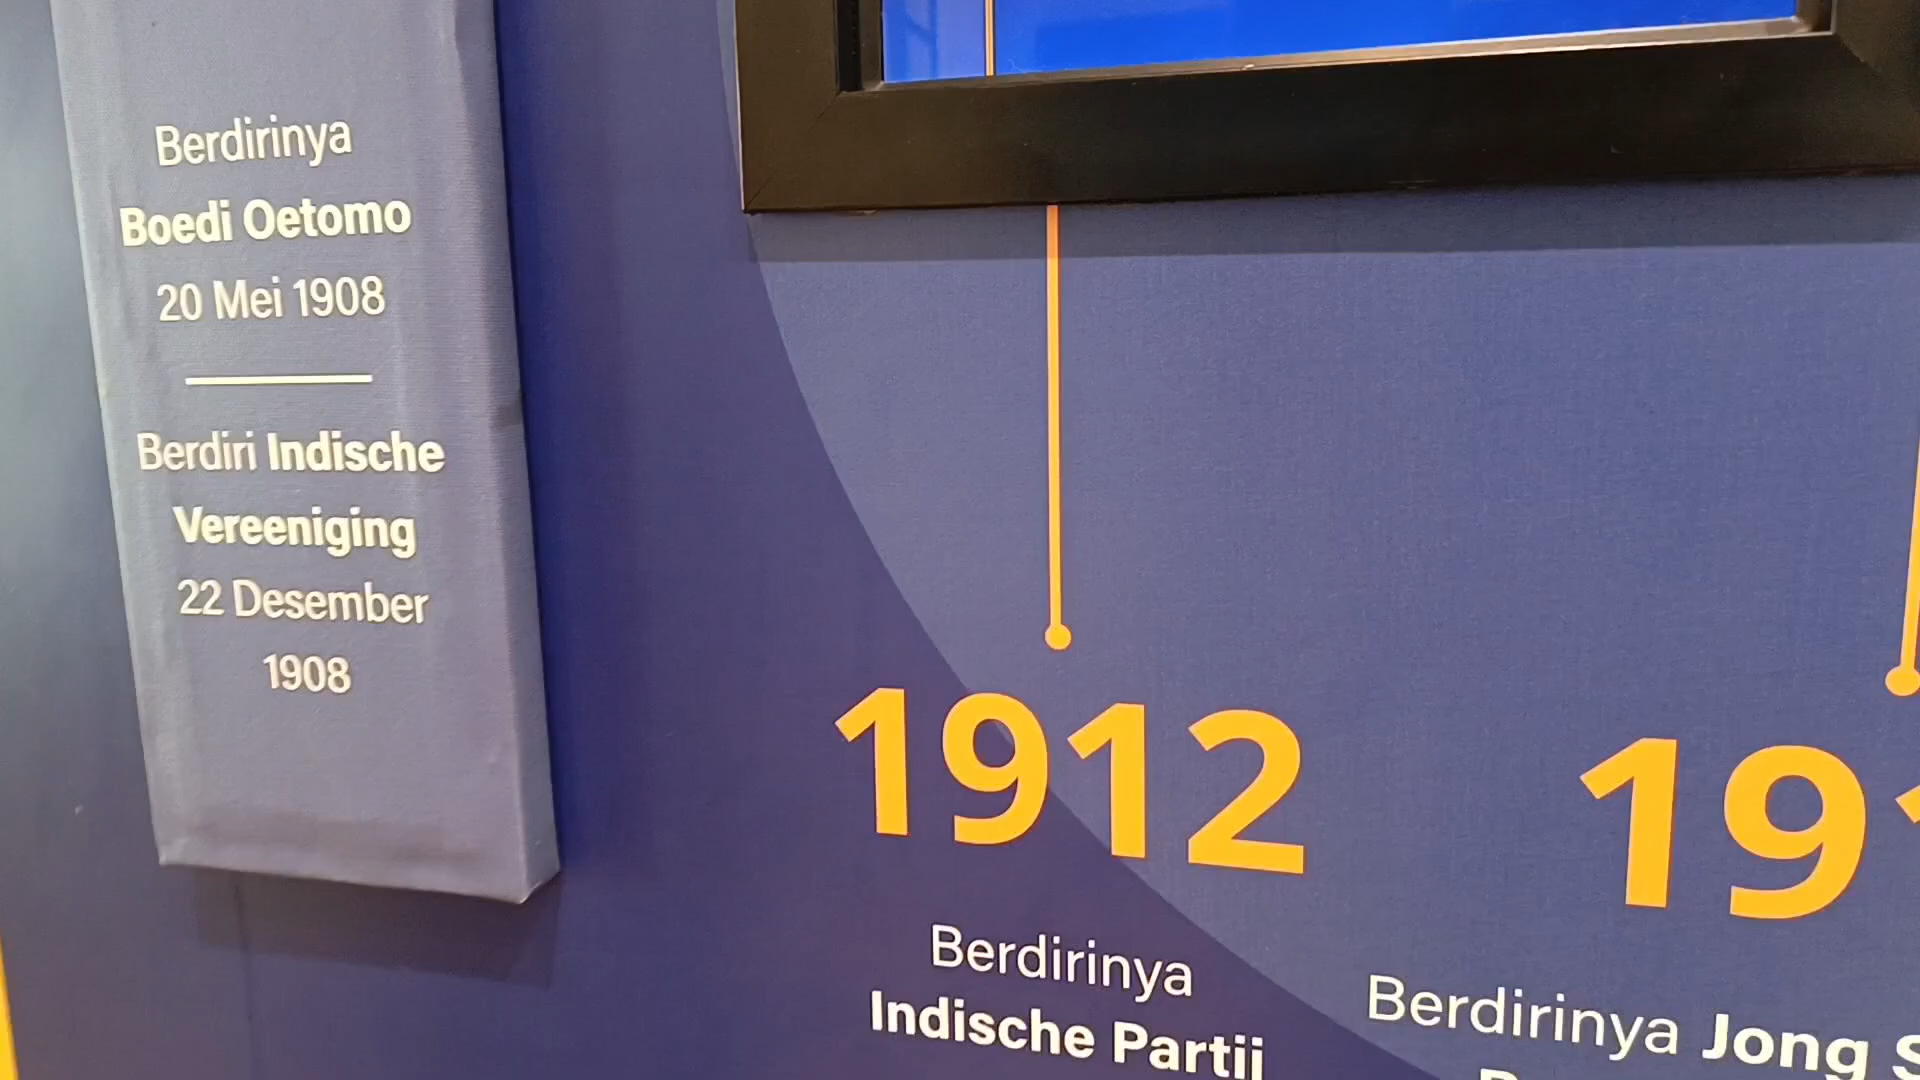 Berdirinya
Boedi Oetomo
20 Mei 1908
Berdiri Indische
Vereeniging
22 Desember
1908
1912
Berdirinya
Indische Partij
Berdirinya Jong